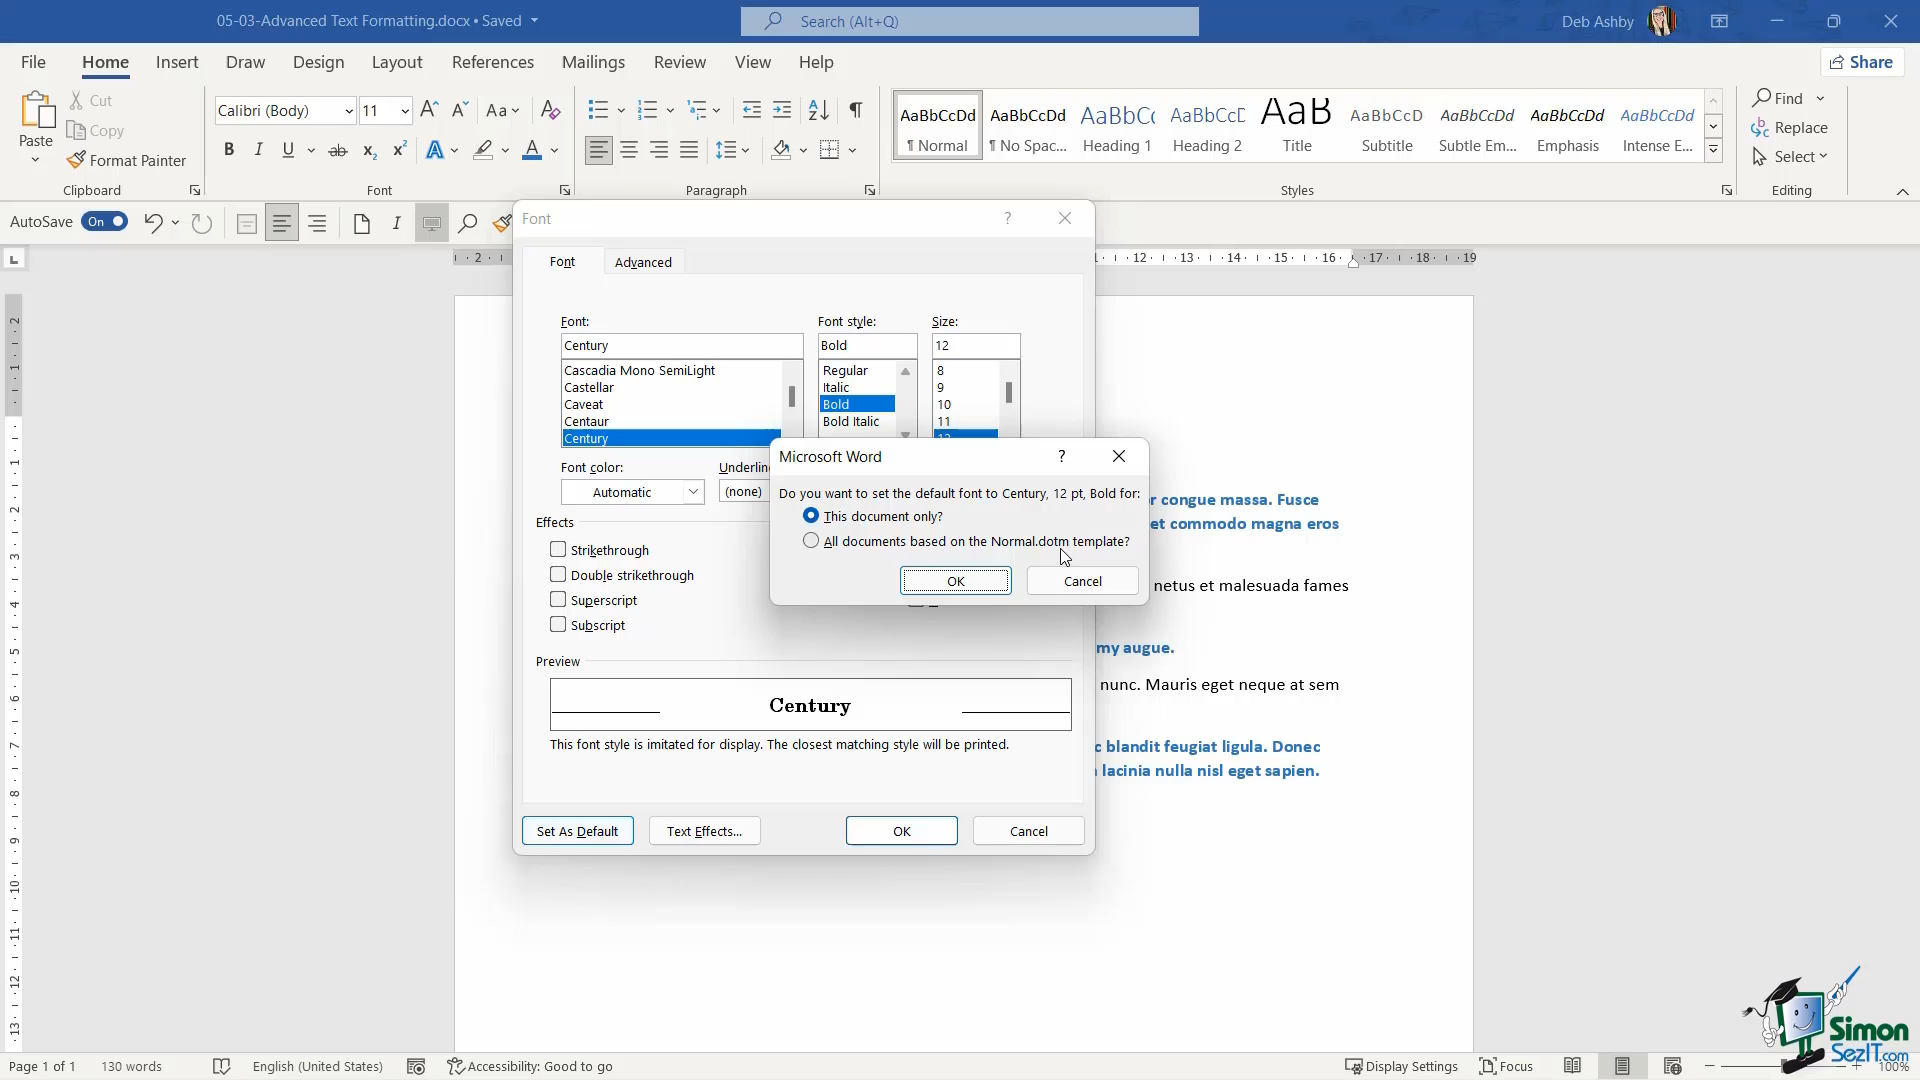 05-03-Advanced Text Formatting.docx • Saved
Search (Alt+Q)
Deb Ashby
File Home Insert Draw Design Layout References Mailings Review View Help
Share
Paste
Cut
Copy
Format Painter
Clipboard
Calibri (Body) 11
Font
Paragraph
AaBbCcDd
¶ Normal
AaBbCcDd
¶ No Spac...
AaBbCc
Heading 1
AaBbCcD
Heading 2
AaB
Title
AaBbCcD
Subtitle
AaBbCcDd
Subtle Em...
AaBbCcDd
Emphasis
AaBbCcDd
Intense E...
Styles
Find
Replace
Select
Editing
AutoSave On
Font
Font Advanced
Font:
Century
Cascadia Mono SemiLight
Castellar
Caveat
Centaur
Century
Font style:
Bold
Regular
Italic
Bold
Bold Italic
Size:
12
8
9
10
11
12
Font color:
Automatic
Underlin
(none)
Effects
Strikethrough
Double strikethrough
Superscript
Subscript
Preview
Century
This font style is imitated for display. The closest matching style will be printed.
Set As Default Text Effects... OK Cancel
Microsoft Word
Do you want to set the default font to Century, 12 pt, Bold for:
This document only?
All documents based on the Normal.dotm template?
OK Cancel
r congue massa. Fusce
et commodo magna eros
netus et malesuada fames
my augue.
nunc. Mauris eget neque at sem
c blandit feugiat ligula. Donec
lacinia nulla nisl eget sapien.
Simon
SezIT.com
Page 1 of 1 130 words English (United States) Accessibility: Good to go
Display Settings Focus 100%